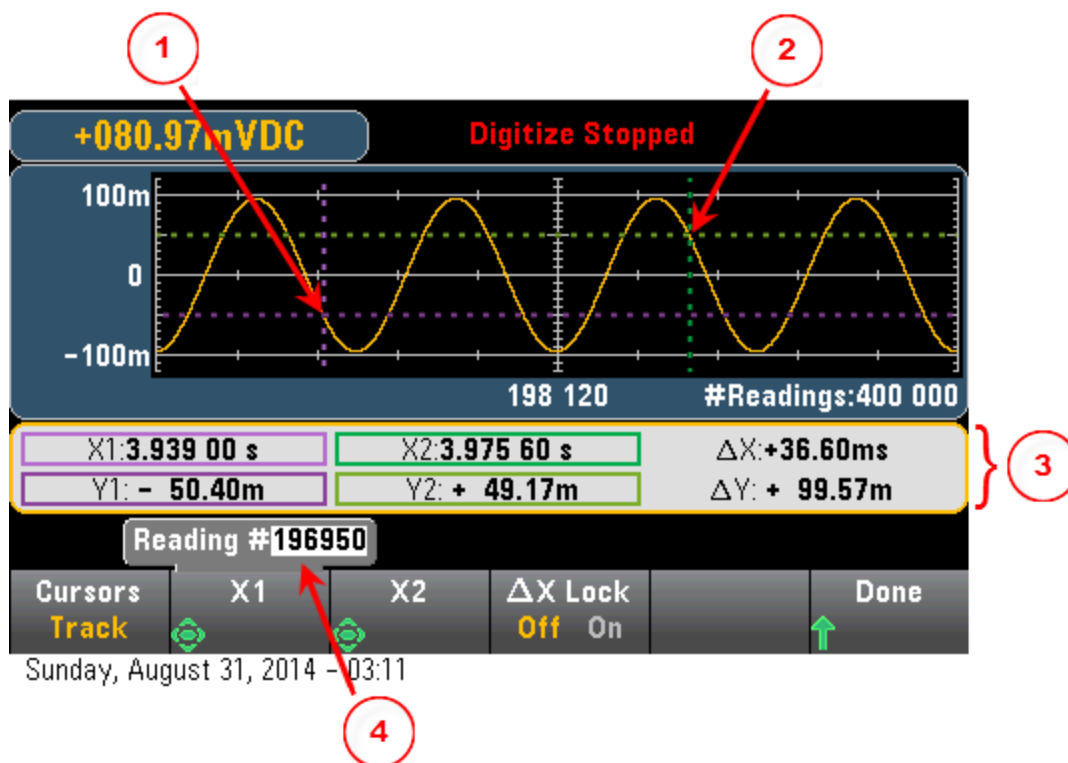 1
2
+080.97mVDC
Digitize Stopped
100m
0
-100m
198 120
#Readings:400 000
X1:3.939 00 s
X2:3.975 60 s
ΔX:+36.60ms
Y1: - 50.40m
Y2: + 49.17m
ΔY: + 99.57m
3
Reading #196950
Cursors
X1
X2
ΔX Lock
Done
Track
Off On
Sunday, August 31, 2014 - 03:11
4